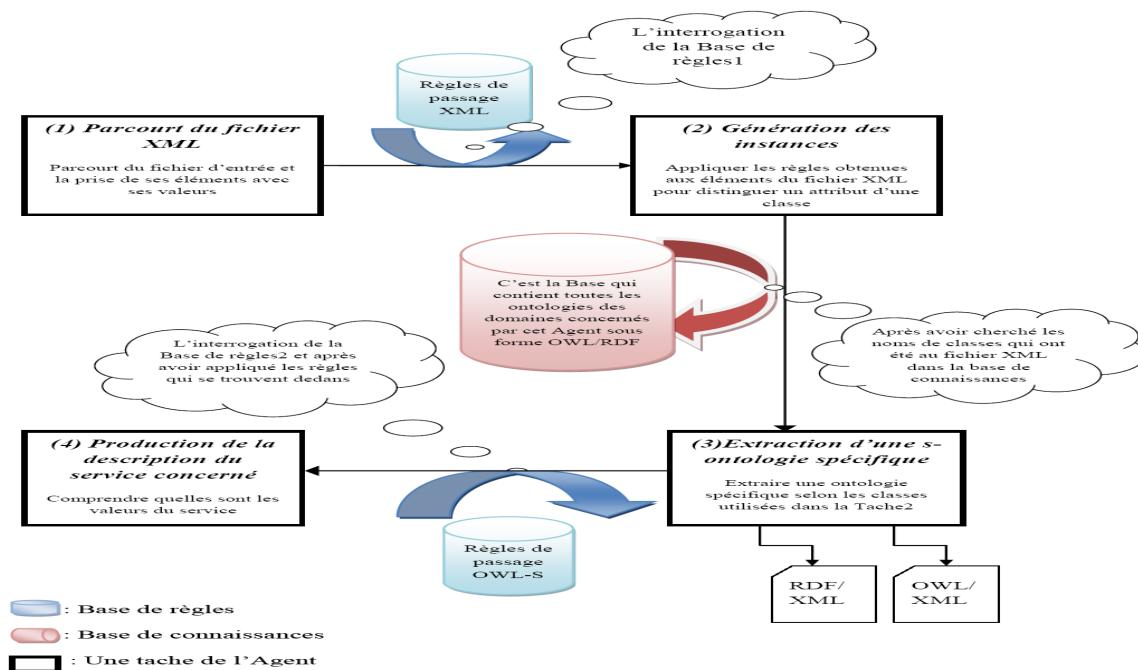 L'interrogation
de la Base de
règles1
Règles de
passage
XML
(1) Parcourt du fichier
XML
Parcourt du fichier d'entrée et
la prise de ses éléments avec
ses valeurs
(2) Génération des
instances
Appliquer les règles obtenues
aux éléments du fichier XML
pour distinguer un attribut d'une
classe
C'est la Base qui
contient toutes les
ontologies des
domaines concernés
par cet Agent sous
forme OWL/RDF
Après avoir cherché les
noms de classes qui ont
été au fichier XML
dans la base de
connaissances
L'interrogation de la
Base de règles2 et après
avoir appliqué les règles
qui se trouvent dedans
(4) Production de la
description du
service concerné
Comprendre quelles sont les
valeurs du service
(3)Extraction d'une s-
ontologie spécifique
Extraire une ontologie
spécifique selon les classes
utilisées dans la Tache2
Règles de
passage
OWL-S
RDF/
XML
OWL/
XML
: Base de règles
: Base de connaissances
: Une tache de l'Agent